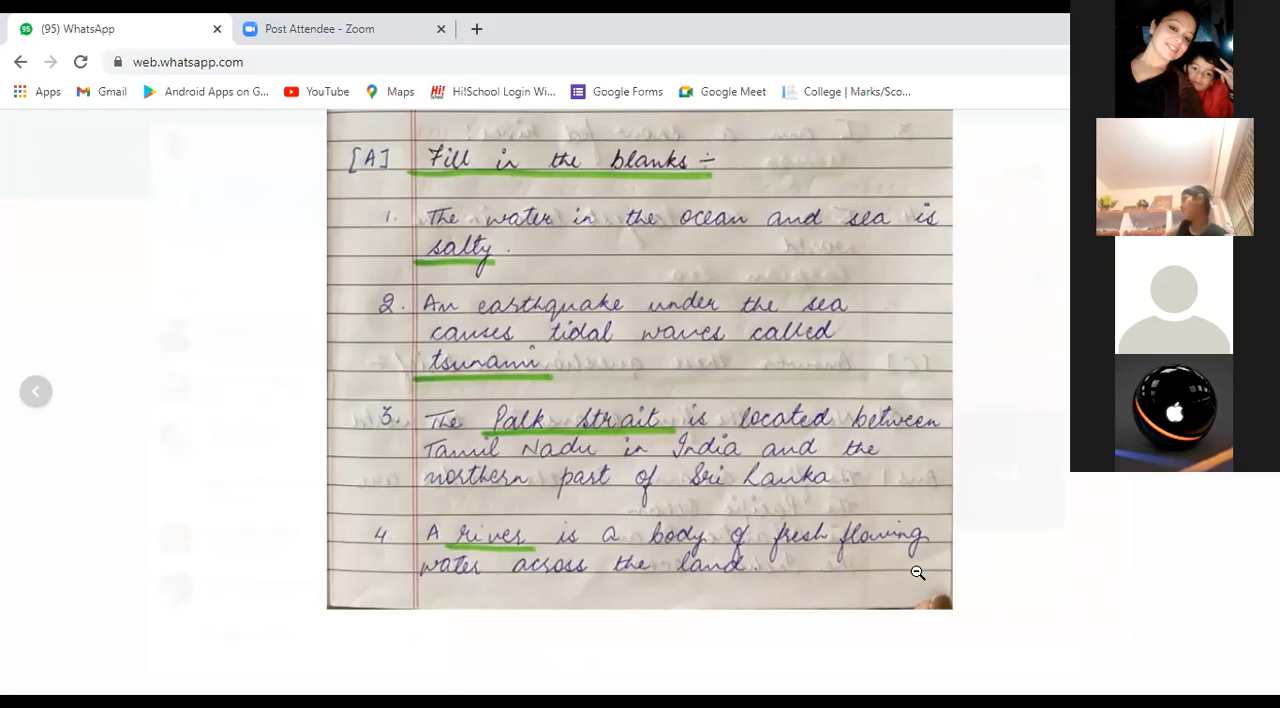 (95) WhatsApp
Post Attendee - Zoom
web.whatsapp.com
Apps
Gmail
Android Apps on G...
YouTube
Maps
Hi! Hi!School Login Wi...
Google Forms
Google Meet
College | Marks/Sco...
[A] Fill in the blanks ÷
1. The water in the ocean and sea is
salty.
2. An earthquake under the sea
causes tidal waves called
tsunami
3. The Palk Strait is located between
Tamil Nadu in India and the
northern part of Sri Lanka.
4. A river is a body of fresh flowing
water across the land.